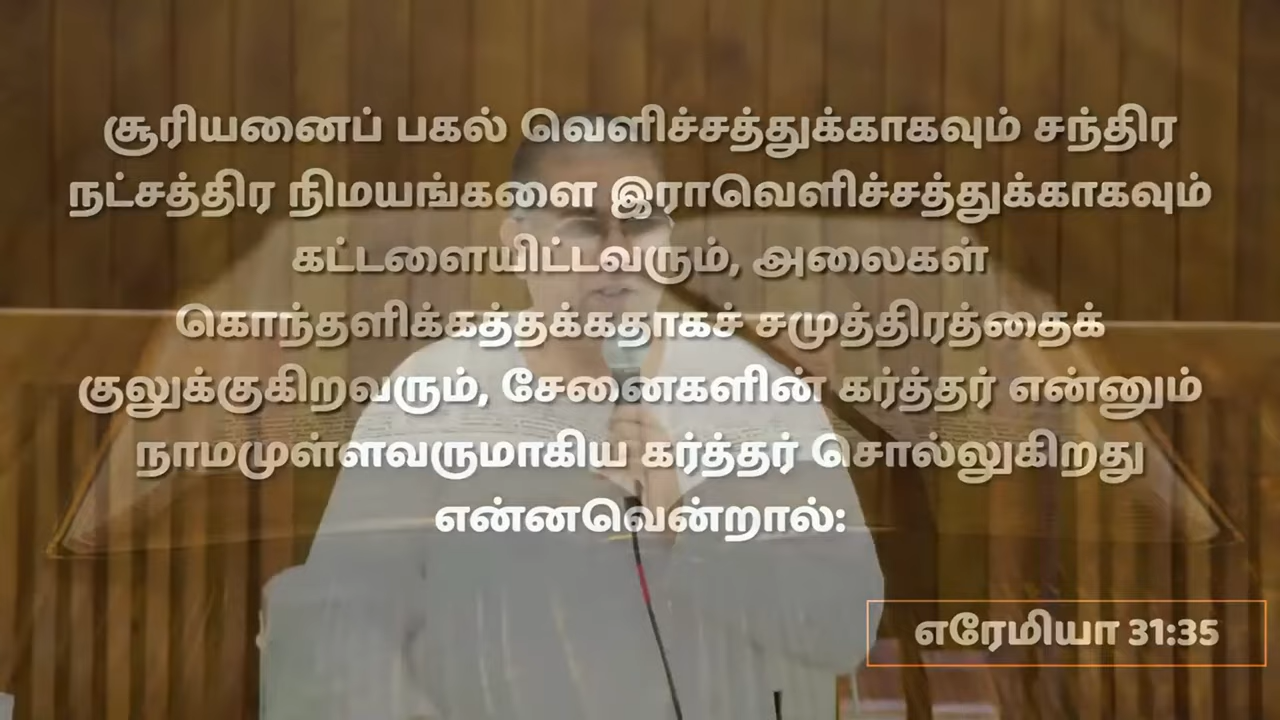 சூரியனைப் பகல் வெளிச்சத்துக்காகவும் சந்திர
நட்சத்திர நிமயங்களை இராவெளிச்சத்துக்காகவும்
கட்டளையிட்டவரும், அலைகள்
கொந்தளிக்கத்தக்கதாகச் சமுத்திரத்தைக்
குலுக்குகிறவரும், சேனைகளின் கர்த்தர் என்னும்
நாமமுள்ளவருமாகிய கர்த்தர் சொல்லுகிறது
என்னவென்றால்:
எரேமியா 31:35